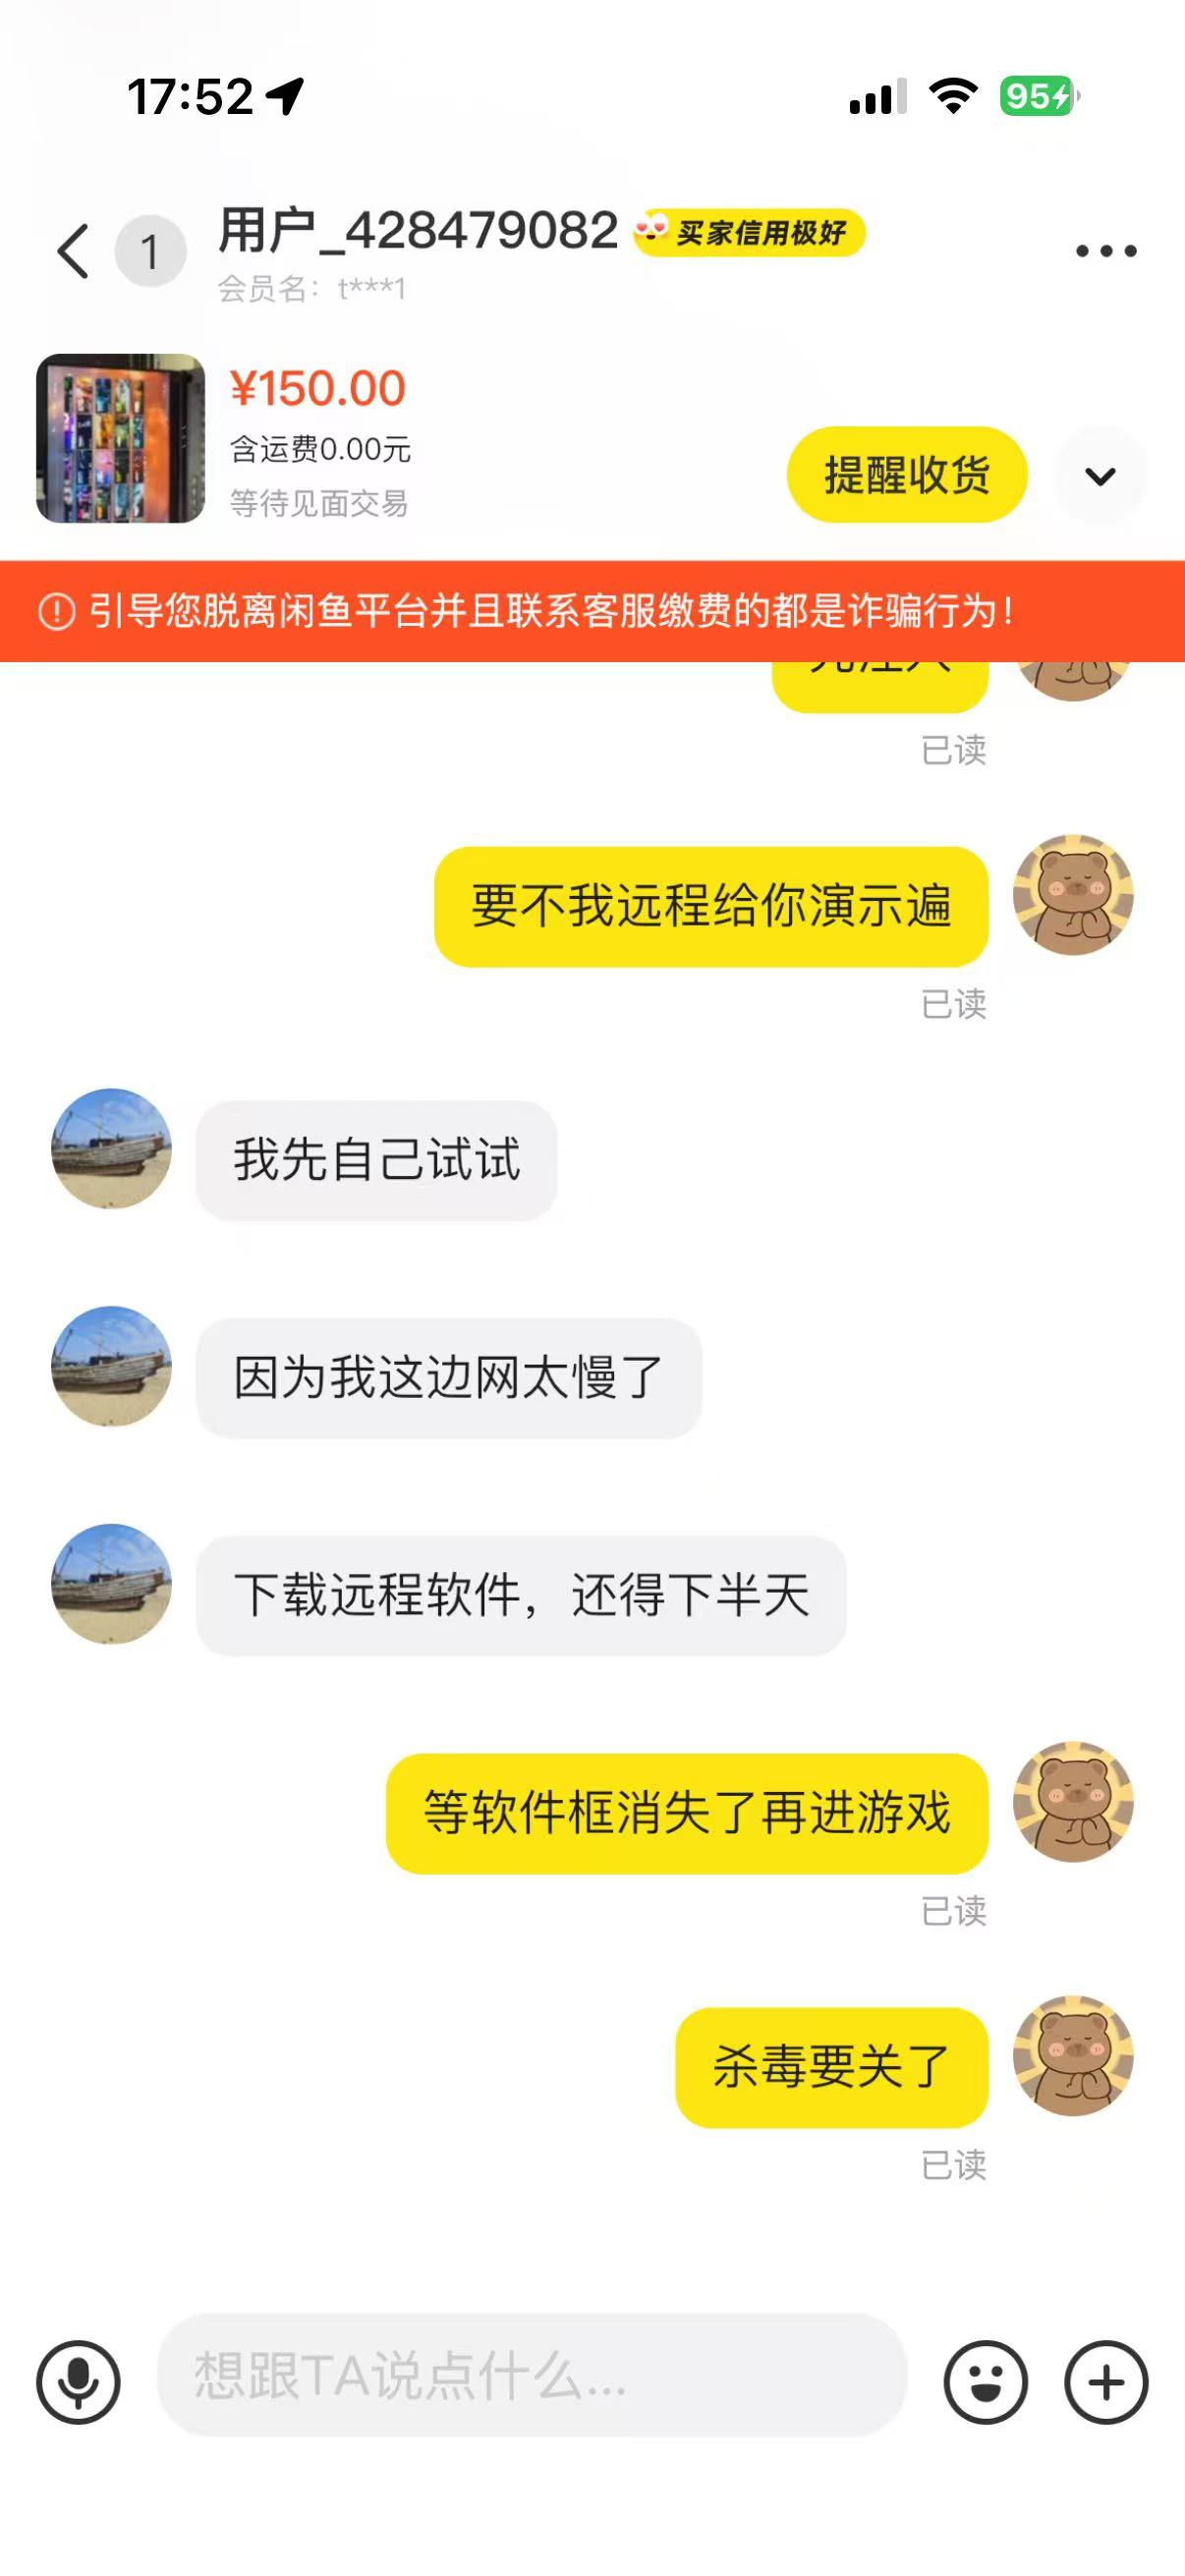 17:52
95
1
用户_428479082
买家信用极好
会员名：t***1
¥150.00
含运费0.00元
等待见面交易
提醒收货
引导您脱离闲鱼平台并且联系客服缴费的都是诈骗行为！
已读
要不我远程给你演示遍
已读
我先自己试试
因为我这边网太慢了
下载远程软件，还得下半天
等软件框消失了再进游戏
已读
杀毒要关了
已读
想跟TA说点什么...